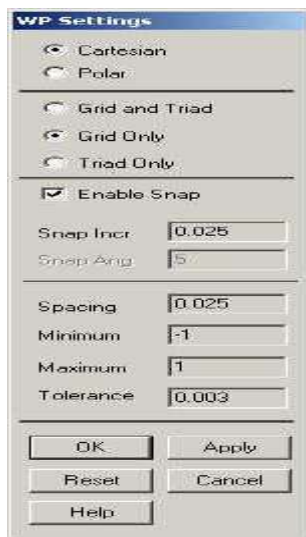 WP Settings
Cartesian
Polar
Grid and Triad
Grid Only
Triad Only
Enable Snap
Snap Incr 0.025
Snap Ang 5
Spacing 0.025
Minimum -1
Maximum 1
Tolerance 0.003
OK Apply
Reset Cancel
Help